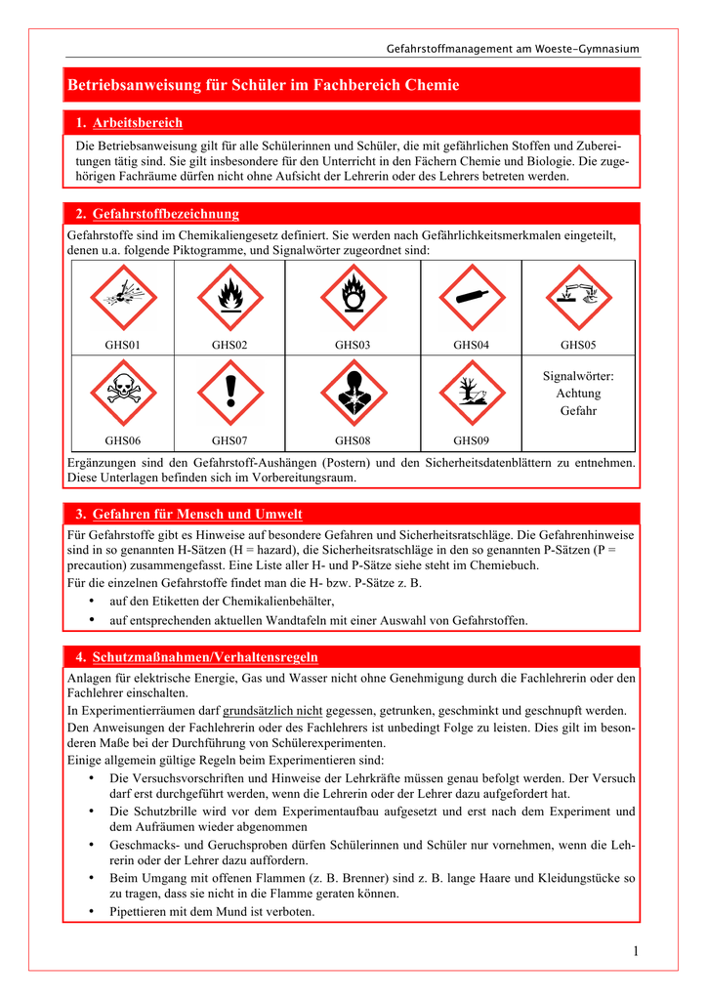 Gefahrstoffmanagement am Woeste-Gymnasium
Betriebsanweisung für Schüler im Fachbereich Chemie
1. Arbeitsbereich
Die Betriebsanweisung gilt für alle Schülerinnen und Schüler, die mit gefährlichen Stoffen und Zuberei-
tungen tätig sind. Sie gilt insbesondere für den Unterricht in den Fächern Chemie und Biologie. Die zuge-
hörigen Fachräume dürfen nicht ohne Aufsicht der Lehrerin oder des Lehrers betreten werden.
2. Gefahrstoffbezeichnung
Gefahrstoffe sind im Chemikaliengesetz definiert. Sie werden nach Gefährlichkeitsmerkmalen eingeteilt,
denen u.a. folgende Piktogramme, und Signalwörter zugeordnet sind:
GHS01 GHS02 GHS03 GHS04 GHS05
Signalwörter:
Achtung
Gefahr
GHS06 GHS07 GHS08 GHS09
Ergänzungen sind den Gefahrstoff-Aushängen (Postern) und den Sicherheitsdatenblättern zu entnehmen.
Diese Unterlagen befinden sich im Vorbereitungsraum.
3. Gefahren für Mensch und Umwelt
Für Gefahrstoffe gibt es Hinweise auf besondere Gefahren und Sicherheitsratschläge. Die Gefahrenhinweise
sind in so genannten H-Sätzen (H = hazard), die Sicherheitsratschläge in den so genannten P-Sätzen (P =
precaution) zusammengefasst. Eine Liste aller H- und P-Sätze siehe steht im Chemiebuch.
Für die einzelnen Gefahrstoffe findet man die H- bzw. P-Sätze z. B.
• auf den Etiketten der Chemikalienbehälter,
• auf entsprechenden aktuellen Wandtafeln mit einer Auswahl von Gefahrstoffen.
4. Schutzmaßnahmen/Verhaltensregeln
Anlagen für elektrische Energie, Gas und Wasser nicht ohne Genehmigung durch die Fachlehrerin oder den
Fachlehrer einschalten.
In Experimentierräumen darf grundsätzlich nicht gegessen, getrunken, geschminkt und geschnupft werden.
Den Anweisungen der Fachlehrerin oder des Fachlehrers ist unbedingt Folge zu leisten. Dies gilt im beson-
deren Maße bei der Durchführung von Schülerexperimenten.
Einige allgemein gültige Regeln beim Experimentieren sind:
• Die Versuchsvorschriften und Hinweise der Lehrkräfte müssen genau befolgt werden. Der Versuch
darf erst durchgeführt werden, wenn die Lehrerin oder der Lehrer dazu aufgefordert hat.
• Die Schutzbrille wird vor dem Experimentaufbau aufgesetzt und erst nach dem Experiment und
dem Aufräumen wieder abgenommen
• Geschmacks- und Geruchsproben dürfen Schülerinnen und Schüler nur vornehmen, wenn die Leh-
rerin oder der Lehrer dazu auffordern.
• Beim Umgang mit offenen Flammen (z. B. Brenner) sind z. B. lange Haare und Kleidungstücke so
zu tragen, dass sie nicht in die Flamme geraten können.
• Pipettieren mit dem Mund ist verboten.
1